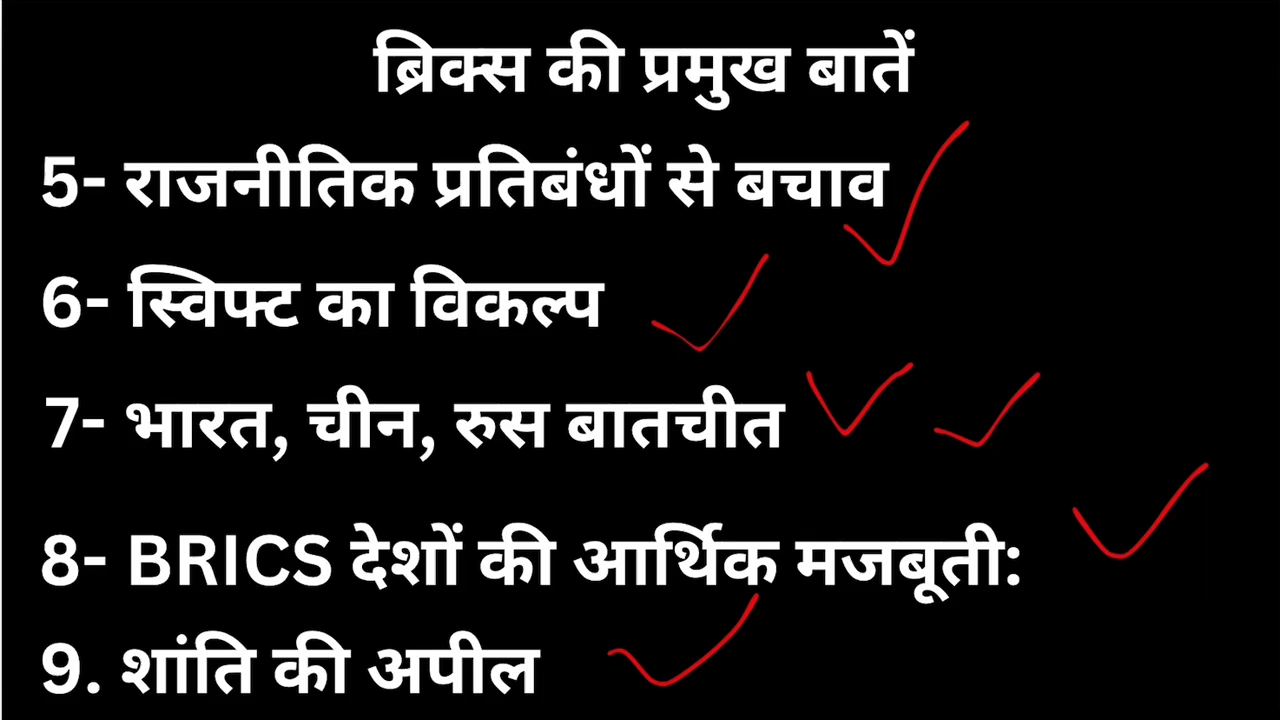 ब्रिक्स की प्रमुख बातें
5- राजनीतिक प्रतिबंधों से बचाव
6- स्विफ्ट का विकल्प
7- भारत, चीन, रुस बातचीत
8- BRICS देशों की आर्थिक मजबूती:
9. शांति की अपील